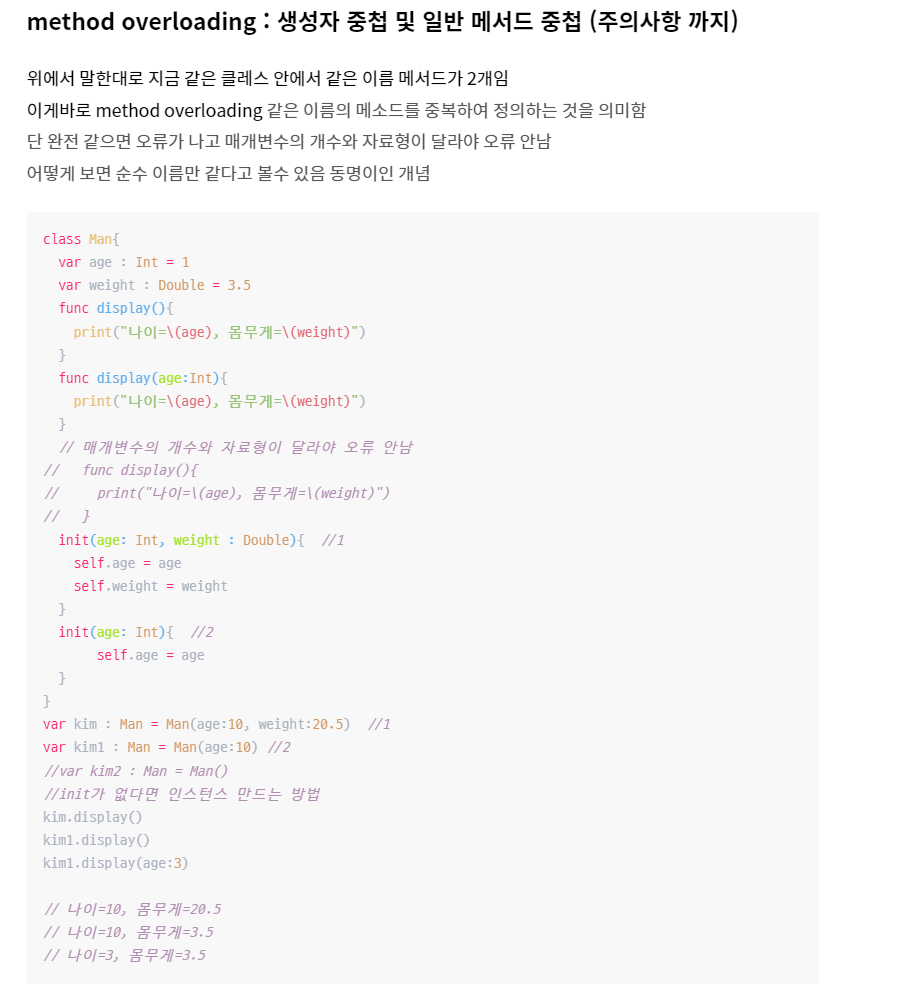 method overloading : 생성자 중첩 및 일반 메서드 중첩 (주의사항 까지)
위에서 말한대로 지금 같은 클레스 안에서 같은 이름 메서드가 2개임
이게바로 method overloading 같은 이름의 메소드를 중복하여 정의하는 것을 의미함
단 완전 같으면 오류가 나고 매개변수의 개수와 자료형이 달라야 오류 안남
어떻게 보면 순수 이름만 같다고 볼수 있음 동명이인 개념
class Man{
  var age : Int = 1
  var weight : Double = 3.5
  func display(){
    print("나이=\(age), 몸무게=\(weight)")
  }
  func display(age:Int){
    print("나이=\(age), 몸무게=\(weight)")
  }
  // 매개변수의 개수와 자료형이 달라야 오류 안남
//   func display(){
//     print("나이=\(age), 몸무게=\(weight)")
//   }
  init(age: Int, weight : Double){  //1
    self.age = age
    self.weight = weight
  }
  init(age: Int){  //2
       self.age = age
  }
}
var kim : Man = Man(age:10, weight:20.5)  //1
var kim1 : Man = Man(age:10) //2
//var kim2 : Man = Man()
//init가 없다면 인스턴스 만드는 방법
kim.display()
kim1.display()
kim1.display(age:3)
// 나이=10, 몸무게=20.5
// 나이=10, 몸무게=3.5
// 나이=3, 몸무게=3.5